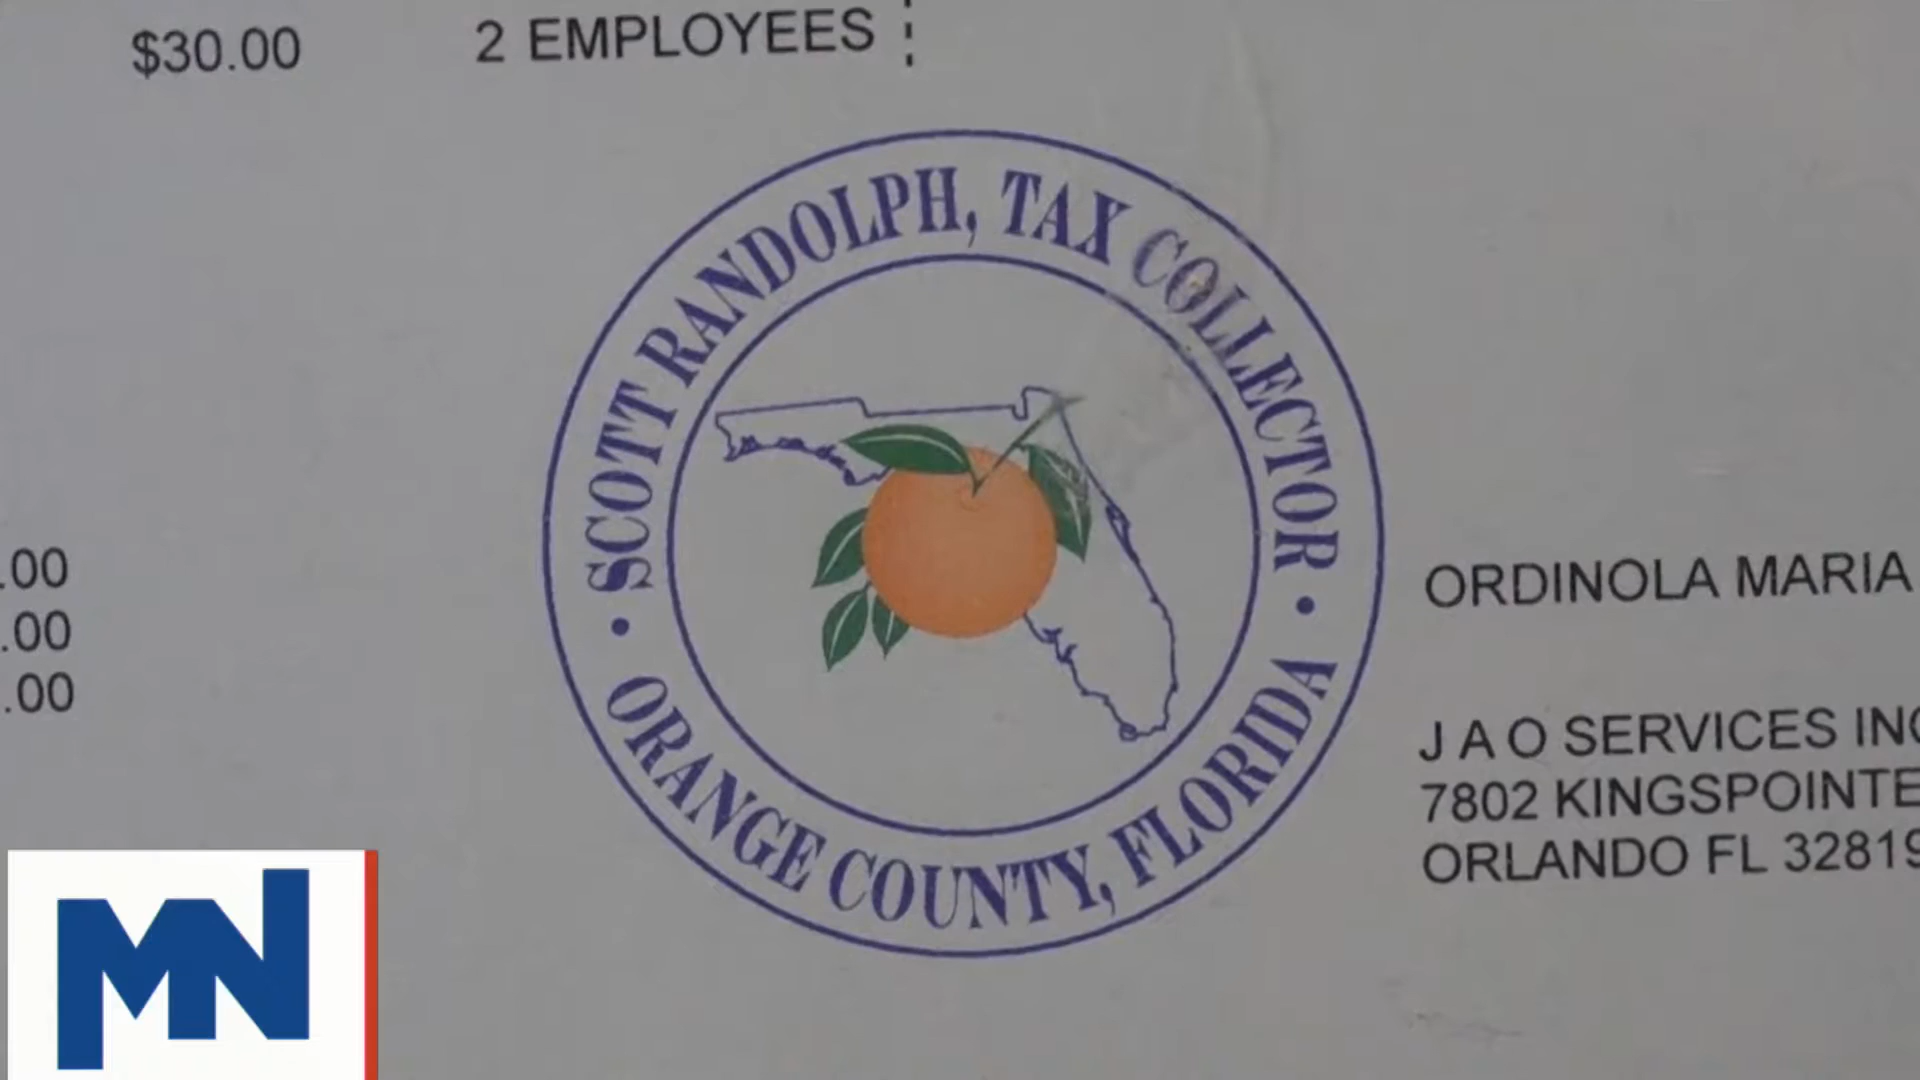 $30.00 2 EMPLOYEES
SCOTT RANDOLPH, TAX COLLECTOR
• ORANGE COUNTY, FLORIDA •
.00
.00
.00
ORDINOLA MARIA
J A O SERVICES INC
7802 KINGSPOINTE
ORLANDO FL 32819
MN